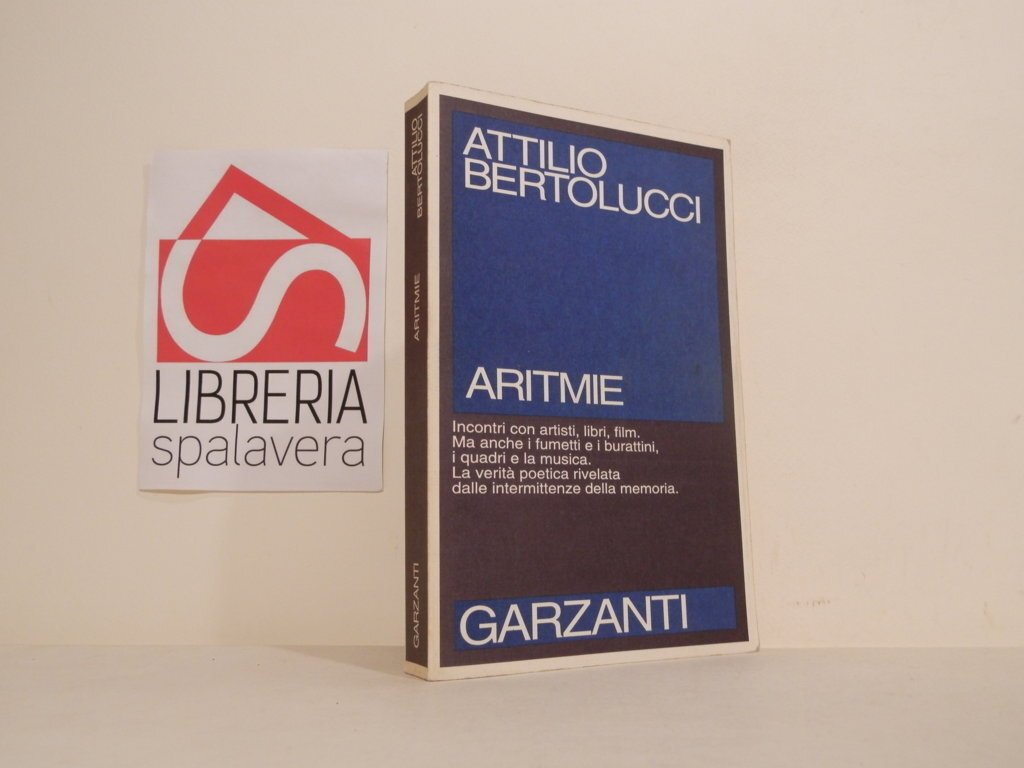 LIBRERIA
spalavera
ATTILIO
BERTOLUCCI
ARITMIE
GARZANTI
ATTILIO
BERTOLUCCI
ARITMIE
Incontri con artisti, libri, film.
Ma anche i fumetti e i burattini,
i quadri e la musica.
La verità poetica rivelata
dalle intermittenze della memoria.
GARZANTI